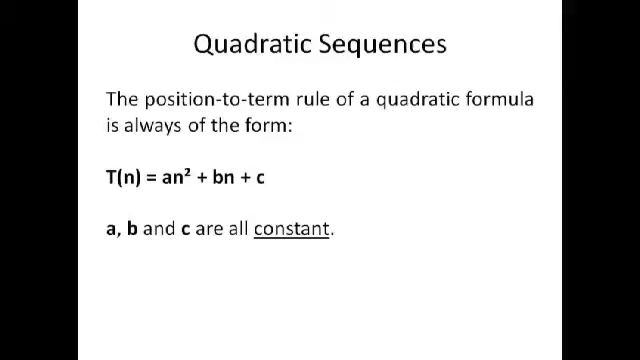 Quadratic Sequences
The position-to-term rule of a quadratic formula
is always of the form:
T(n) = an² + bn + c
a, b and c are all constant.